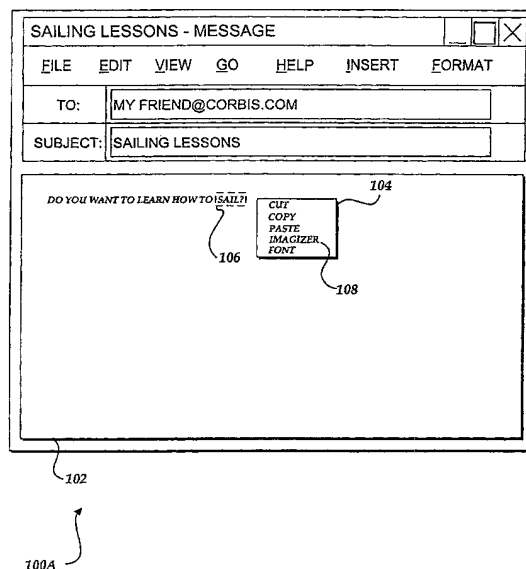 SAILING LESSONS - MESSAGE
FILE EDIT VIEW GO HELP INSERT FORMAT
TO: MY FRIEND@CORBIS.COM
SUBJECT: SAILING LESSONS
DO YOU WANT TO LEARN HOW TO SAIL?
CUT
COPY
PASTE
IMAGIZER
FONT
104
106
108
102
100A